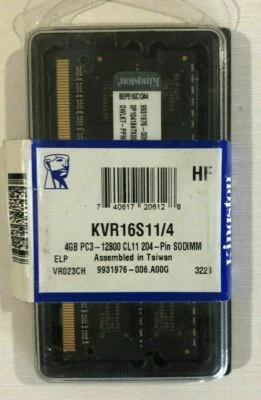 Kingston
BEPE16C1344
HF
7 40617 20612 8
KVR16S11/4
4GB PC3-12800 CL11 204-Pin SODIMM
ELP Assembled in Taiwan
VR023CH 9931976-006.A00G 3223
Kingston